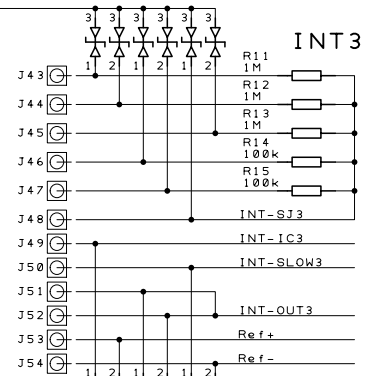 3 3 3 3 3 3
INT3
1 2 1 2 1 2
R11
J43 1M
R12
J44 1M
R13
J45 1M
R14
J46 100k
R15
J47 100k
J48 INT-SJ3
J49 INT-IC3
J50 INT-SLOW3
J51
J52 INT-OUT3
J53 Ref+
J54 Ref-
1 2 1 2 1 2